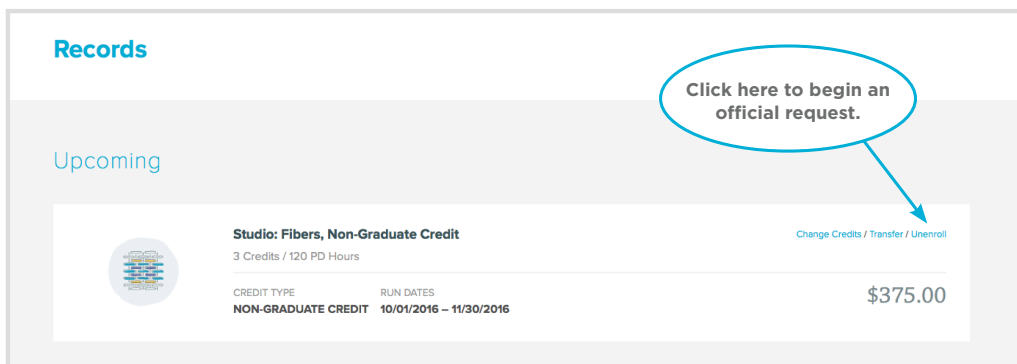 Records
Click here to begin an
official request.
Upcoming
Studio: Fibers, Non-Graduate Credit
Change Credits / Transfer / Unenroll
3 Credits / 120 PD Hours
CREDIT TYPE RUN DATES
NON-GRADUATE CREDIT 10/01/2016 – 11/30/2016
$375.00